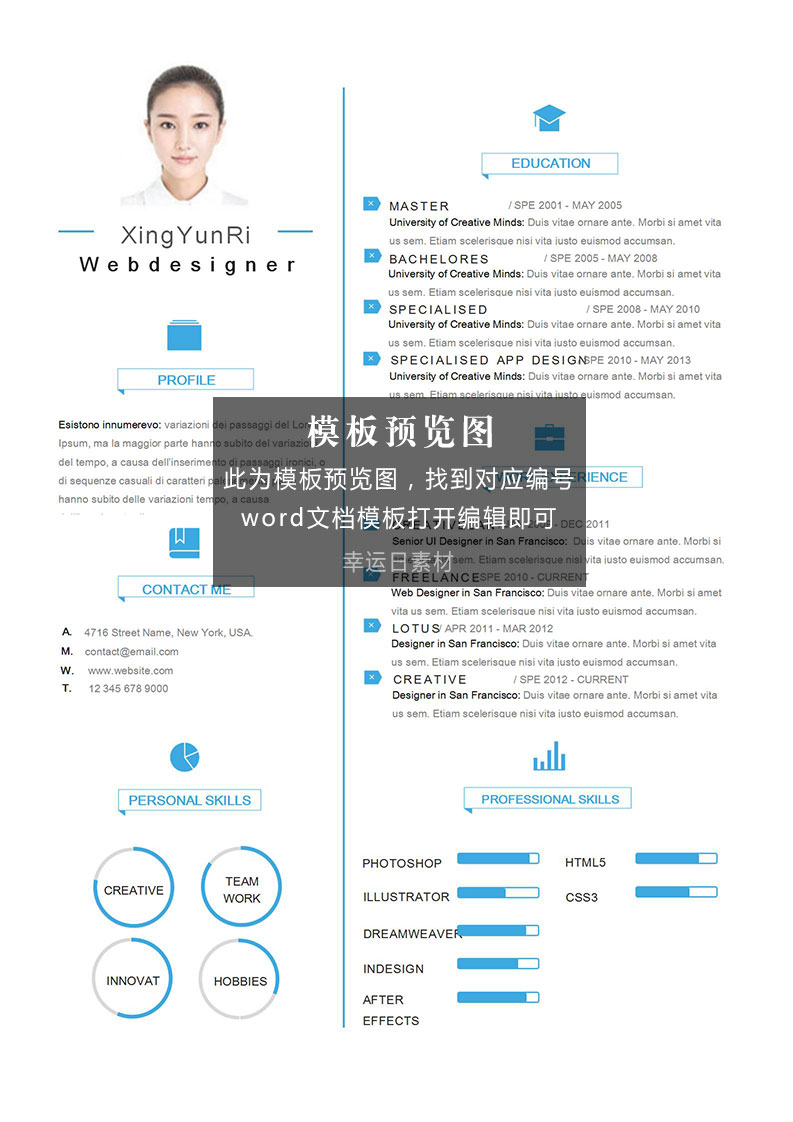 XingYunRi
Webdesigner
PROFILE
Esistono innumerevo: variazioni dei passaggi del Lorem
Ipsum, ma la maggior parte hanno subito del variazioni
del tempo, a causa dell'inserimento di passaggi ironici, o
di sequenze casuali di caratteri
hanno subito delle variazioni tempo, a causa
CONTACT ME
A. 4716 Street Name, New York, USA.
M. contact@email.com
W. www.website.com
T. 12 345 678 9000
PERSONAL SKILLS
CREATIVE
TEAM
WORK
INNOVAT
HOBBIES
EDUCATION
MASTER / SPE 2001 - MAY 2005
University of Creative Minds: Duis vitae ornare ante. Morbi si amet vita
us sem. Etiam scelerisque nisi vita justo euismod accumsan.
BACHELORES / SPE 2005 - MAY 2008
University of Creative Minds: Duis vitae ornare ante. Morbi si amet vita
us sem. Etiam scelerisque nisi vita justo euismod accumsan.
SPECIALISED / SPE 2008 - MAY 2010
University of Creative Minds: Duis vitae ornare ante. Morbi si amet vita
us sem. Etiam scelerisque nisi vita justo euismod accumsan.
SPECIALISED APP DESIGN SPE 2010 - MAY 2013
University of Creative Minds: Duis vitae ornare ante. Morbi si amet vita
us sem. Etiam scelerisque nisi vita justo euismod accumsan.
模板预览图
此为模板预览图，找到对应编号
word文档模板打开编辑即可
幸运日素材
EXPERIENCE
- DEC 2011
Senior UI Designer in San Francisco: Duis vitae ornare ante. Morbi si
amet vita us sem. Etiam scelerisque nisi vita justo euismod accumsan.
FREELANCE SPE 2010 - CURRENT
Web Designer in San Francisco: Duis vitae ornare ante. Morbi si amet
vita us sem. Etiam scelerisque nisi vita justo euismod accumsan.
LOTUS / APR 2011 - MAR 2012
Designer in San Francisco: Duis vitae ornare ante. Morbi si amet vita
us sem. Etiam scelerisque nisi vita justo euismod accumsan.
CREATIVE / SPE 2012 - CURRENT
Designer in San Francisco: Duis vitae ornare ante. Morbi si amet vita
us sem. Etiam scelerisque nisi vita justo euismod accumsan.
PROFESSIONAL SKILLS
PHOTOSHOP
ILLUSTRATOR
DREAMWEAVER
INDESIGN
AFTER
EFFECTS
HTML5
CSS3